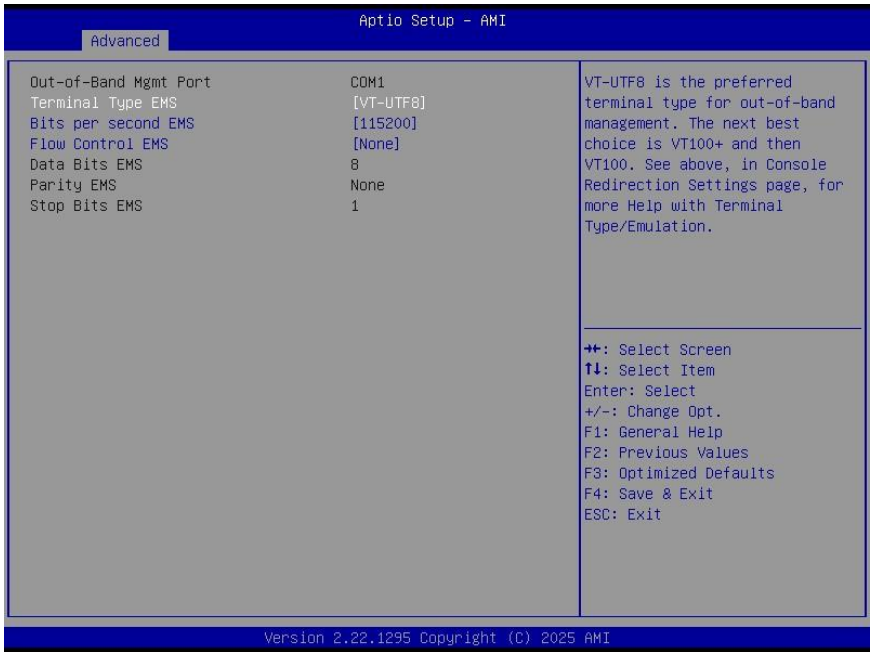 Aptio Setup - AMI
Advanced
Out-of-Band Mgmt Port COM1
Terminal Type EMS [VT-UTF8]
Bits per second EMS [115200]
Flow Control EMS [None]
Data Bits EMS 8
Parity EMS None
Stop Bits EMS 1
VT-UTF8 is the preferred
terminal type for out-of-band
management. The next best
choice is VT100+ and then
VT100. See above, in Console
Redirection Settings page, for
more Help with Terminal
Type/Emulation.
→←: Select Screen
↑↓: Select Item
Enter: Select
+/-: Change Opt.
F1: General Help
F2: Previous Values
F3: Optimized Defaults
F4: Save & Exit
ESC: Exit
Version 2.22.1295 Copyright (C) 2025 AMI